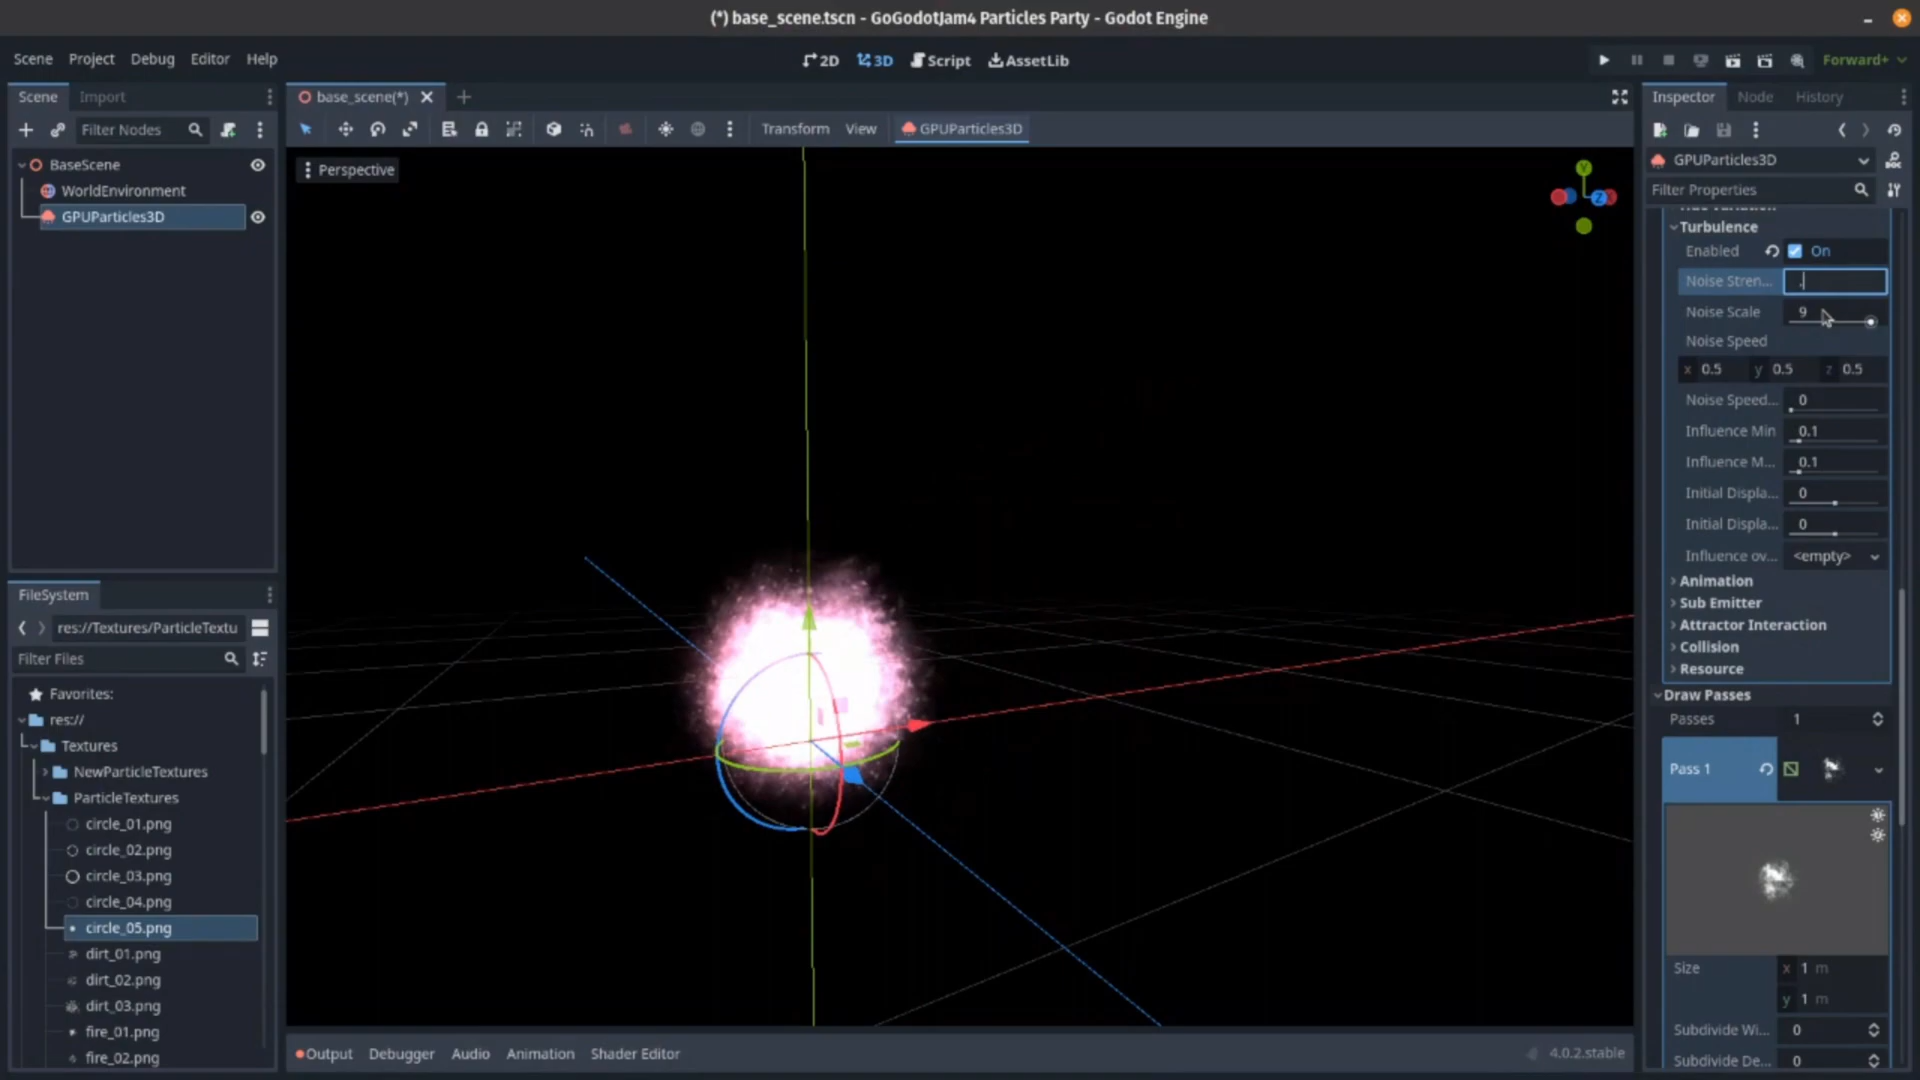 (*) base_scene.tscn - GoGodotJam4 Particles Party - Godot Engine
Scene Project Debug Editor Help
2D 3D Script AssetLib
Forward+
Scene Import
Filter Nodes
BaseScene
WorldEnvironment
GPUParticles3D
base_scene(*)
Transform View GPUParticles3D
Perspective
Y
Z
FileSystem
res://Textures/ParticleTextu
Filter Files
Favorites:
res://
Textures
NewParticleTextures
ParticleTextures
circle_01.png
circle_02.png
circle_03.png
circle_04.png
circle_05.png
dirt_01.png
dirt_02.png
dirt_03.png
fire_01.png
fire_02.png
Output Debugger Audio Animation Shader Editor
4.0.2.stable
Inspector Node History
GPUParticles3D
Filter Properties
Turbulence
Enabled On
Noise Stren... .
Noise Scale 9
Noise Speed
x 0.5 y 0.5 z 0.5
Noise Speed... 0
Influence Min 0.1
Influence M... 0.1
Initial Displa... 0
Initial Displa... 0
Influence ov... <empty>
Animation
Sub Emitter
Attractor Interaction
Collision
Resource
Draw Passes
Passes 1
Pass 1
Size x 1 m
y 1 m
Subdivide Wi... 0
Subdivide De... 0